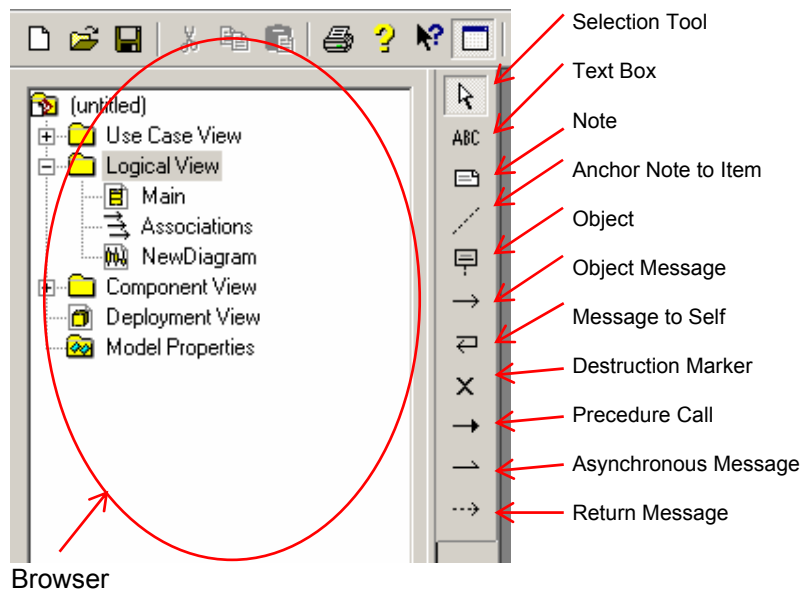 Selection Tool
Text Box
Note
Anchor Note to Item
Object
Object Message
Message to Self
Destruction Marker
Precedure Call
Asynchronous Message
Return Message
(untitled)
Use Case View
Logical View
Main
Associations
NewDiagram
Component View
Deployment View
Model Properties
ABC
Browser